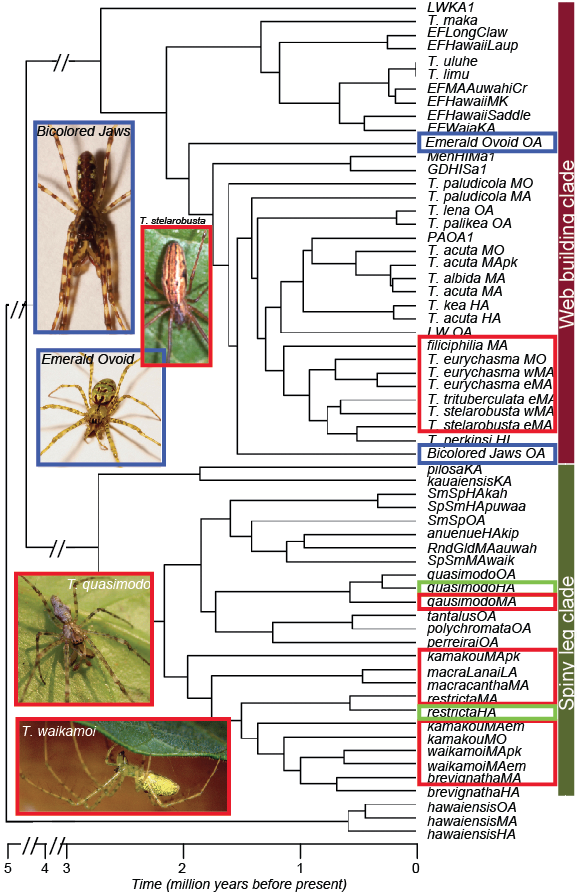 LWKA1
T. maka
EFLongClaw
EFHawaiiLaup
T. uluhe
T. limu
EFMAAuwahiCr
EFHawaiiMK
EFHawaiiSaddle
EFWaiaKA
Emerald Ovoid OA
MenHIMa1
GDHISa1
T. paludicola MO
T. paludicola MA
T. lena OA
T. palikea OA
PAOA1
T. acuta MO
T. acuta MApk
T. albida MA
T. acuta MA
T. kea HA
T. acuta HA
LW OA
filiciphilia MA
T. eurychasma MO
T. eurychasma wMA
T. eurychasma eMA
T. trituberculata eMA
T. stelarobusta wMA
T. stelarobusta eMA
T. perkinsi HI
Bicolored Jaws OA
pilosaKA
kauaiensisKA
SmSpHAkah
SpSmHApuwaa
SmSpOA
anuenueHAkip
RndGldMAauwah
SpSmMAwaik
quasimodoOA
quasimodoHA
qausimodoMA
tantalusOA
polychromataOA
perreiraiOA
kamakouMApk
macraLanaiLA
macracanthaMA
restrictaMA
restrictaHA
kamakouMAem
kamakouMO
waikamoiMApk
waikamoiMAem
brevignathaMA
brevignathaHA
hawaiensisOA
hawaiensisMA
hawaiensisHA
Web building clade
Spiny leg clade
Bicolored Jaws
T. stelarobusta
Emerald Ovoid
T. quasimodo
T. waikamoi
5 4 3 2 1 0
Time (million years before present)